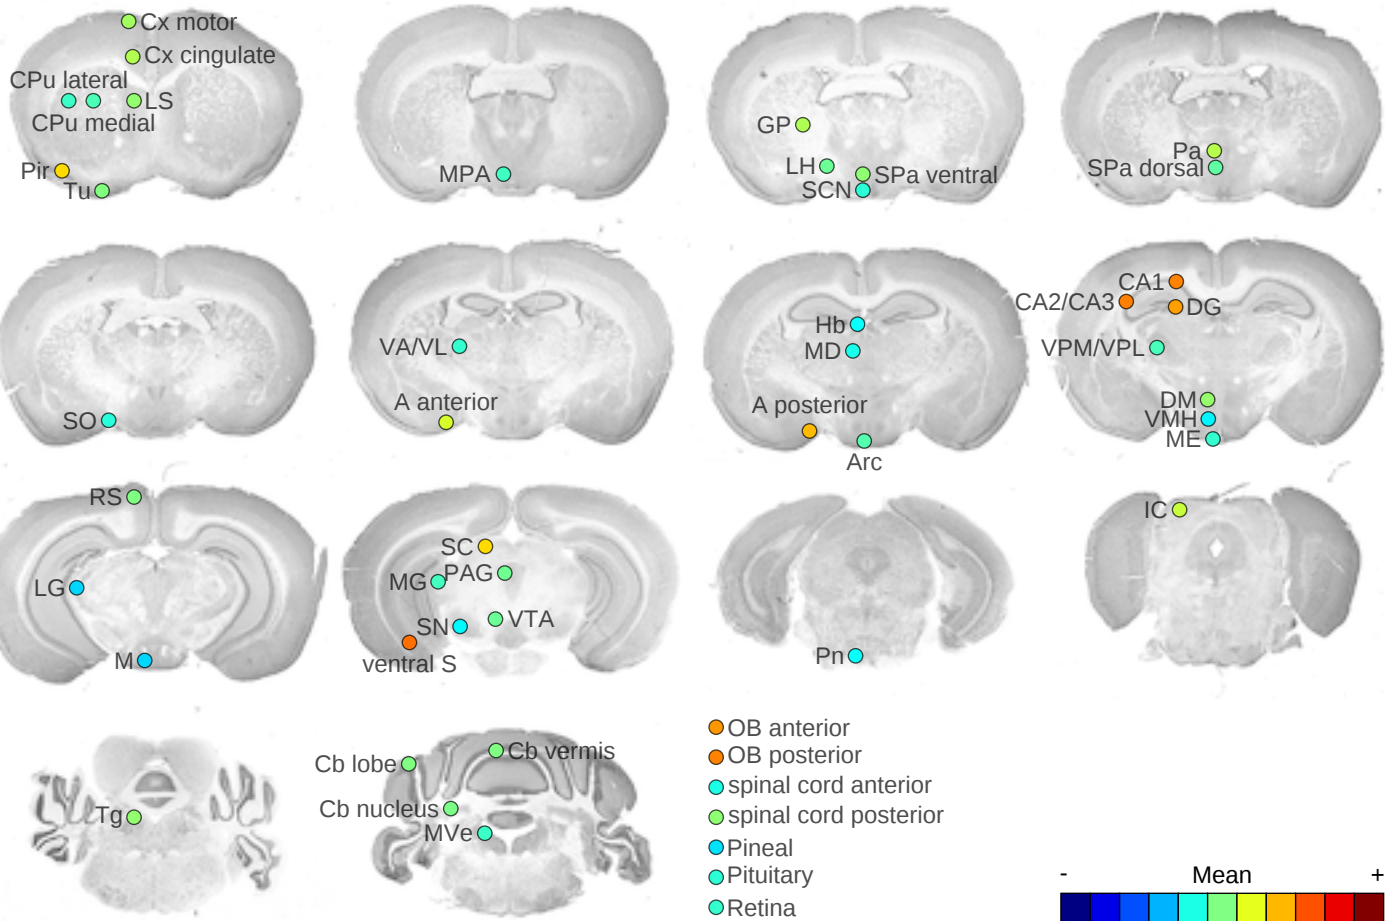 Cx motor
Cx cingulate
CPu lateral
LS
CPu medial
Pir
Tu
MPA
GP
LH
SPa ventral
SCN
Pa
SPa dorsal
SO
VA/VL
A anterior
Hb
MD
A posterior
Arc
CA1
CA2/CA3
DG
VPM/VPL
DM
VMH
ME
RS
LG
M
SC
PAG
MG
VTA
SN
ventral S
Pn
IC
Tg
Cb lobe
Cb vermis
Cb nucleus
MVe
OB anterior
OB posterior
spinal cord anterior
spinal cord posterior
Pineal
Pituitary
Retina
- Mean +